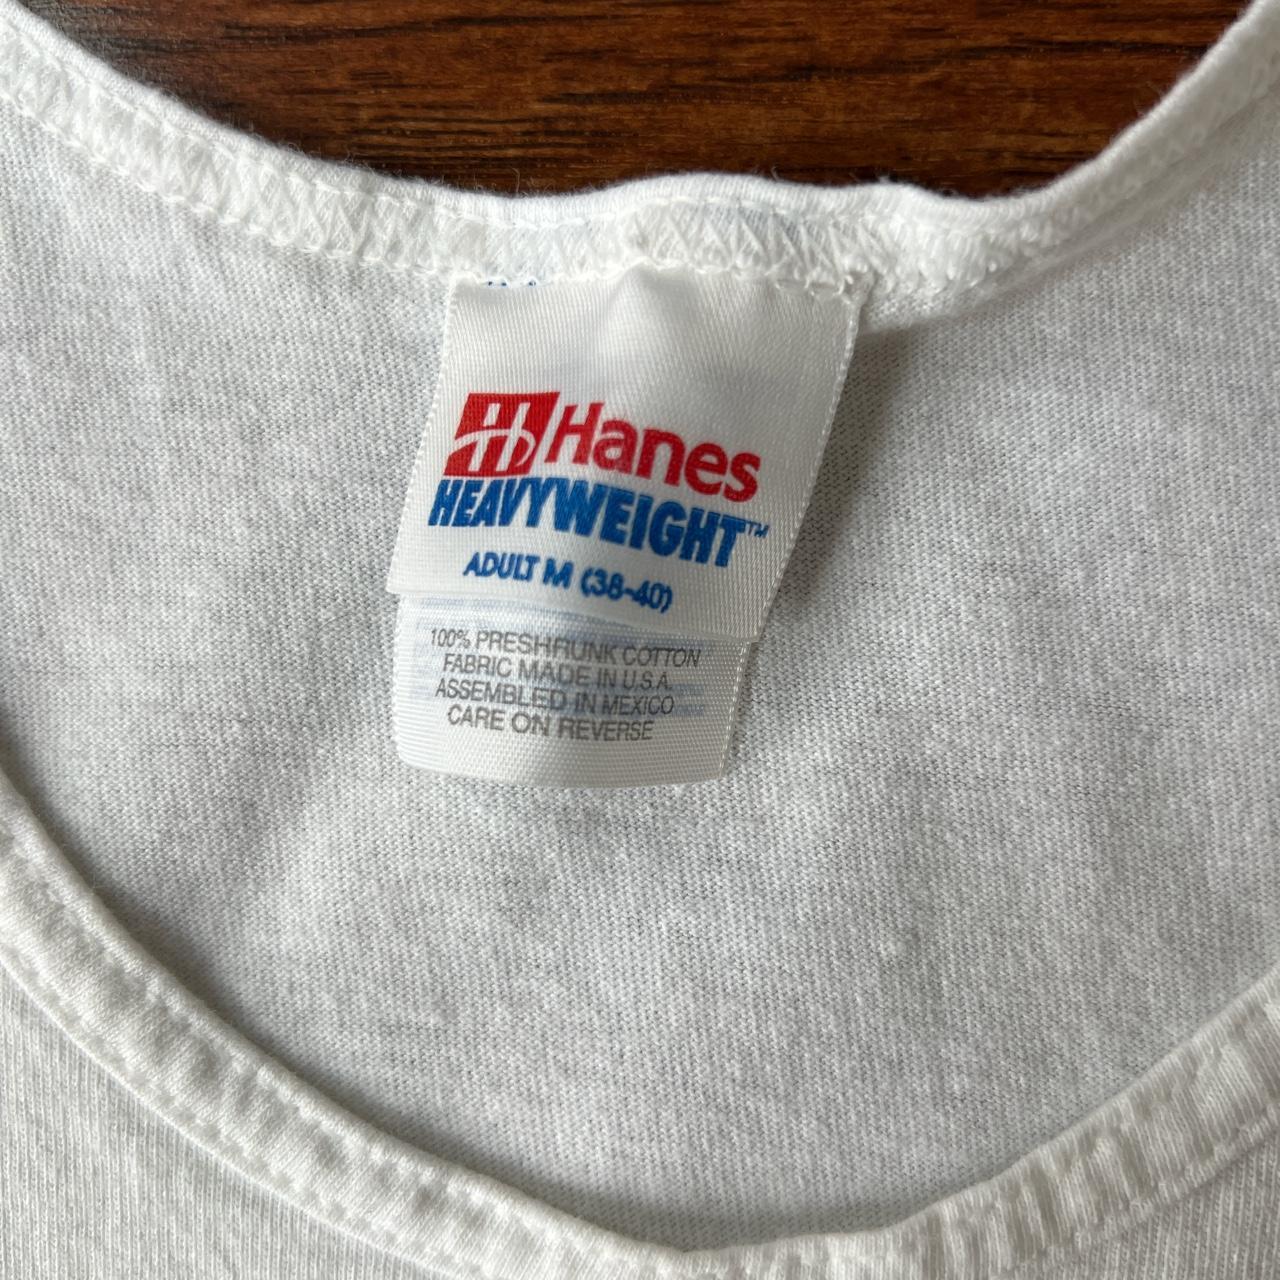 Hanes
HEAVYWEIGHT™
ADULT M (38-40)
100% PRESHRUNK COTTON
FABRIC MADE IN U.S.A.
ASSEMBLED IN MEXICO
CARE ON REVERSE